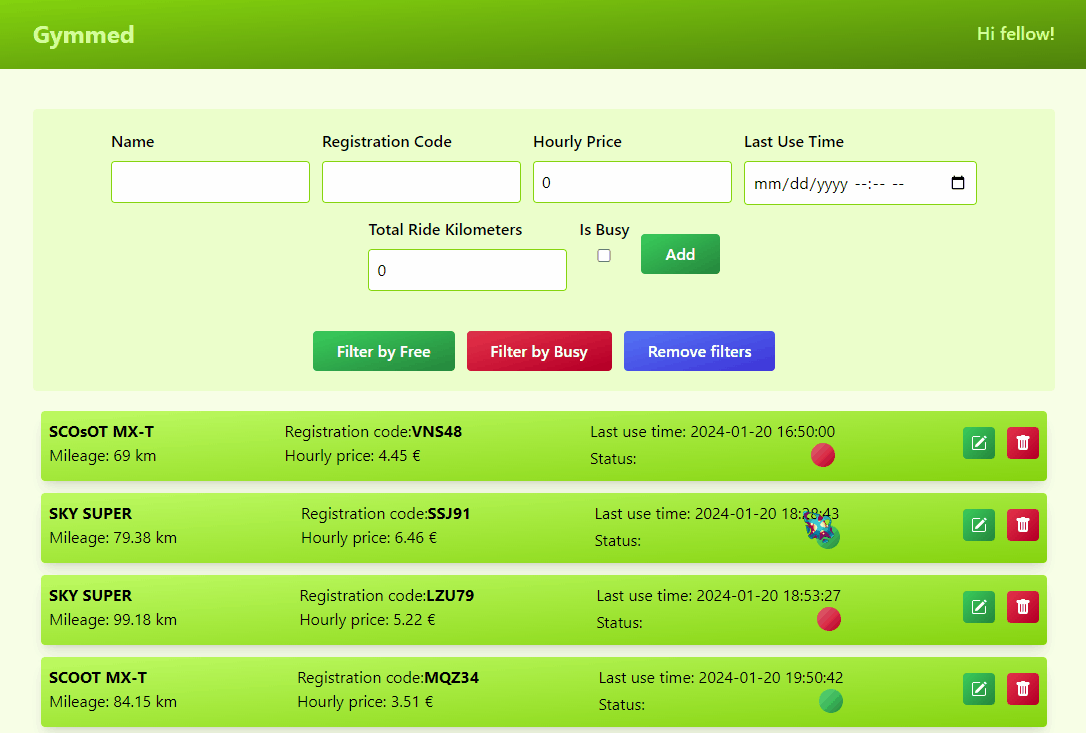 Gymmed
Hi fellow!
Name
Registration Code
Hourly Price
Last Use Time
0
mm/dd/yyyy --:-- --
Total Ride Kilometers
Is Busy
0
Add
Filter by Free
Filter by Busy
Remove filters
SCOsOT MX-T
Mileage: 69 km
Registration code:VNS48
Hourly price: 4.45 €
Last use time: 2024-01-20 16:50:00
Status:
SKY SUPER
Mileage: 79.38 km
Registration code:SSJ91
Hourly price: 6.46 €
Last use time: 2024-01-20 18:28:43
Status:
SKY SUPER
Mileage: 99.18 km
Registration code:LZU79
Hourly price: 5.22 €
Last use time: 2024-01-20 18:53:27
Status:
SCOOT MX-T
Mileage: 84.15 km
Registration code:MQZ34
Hourly price: 3.51 €
Last use time: 2024-01-20 19:50:42
Status: